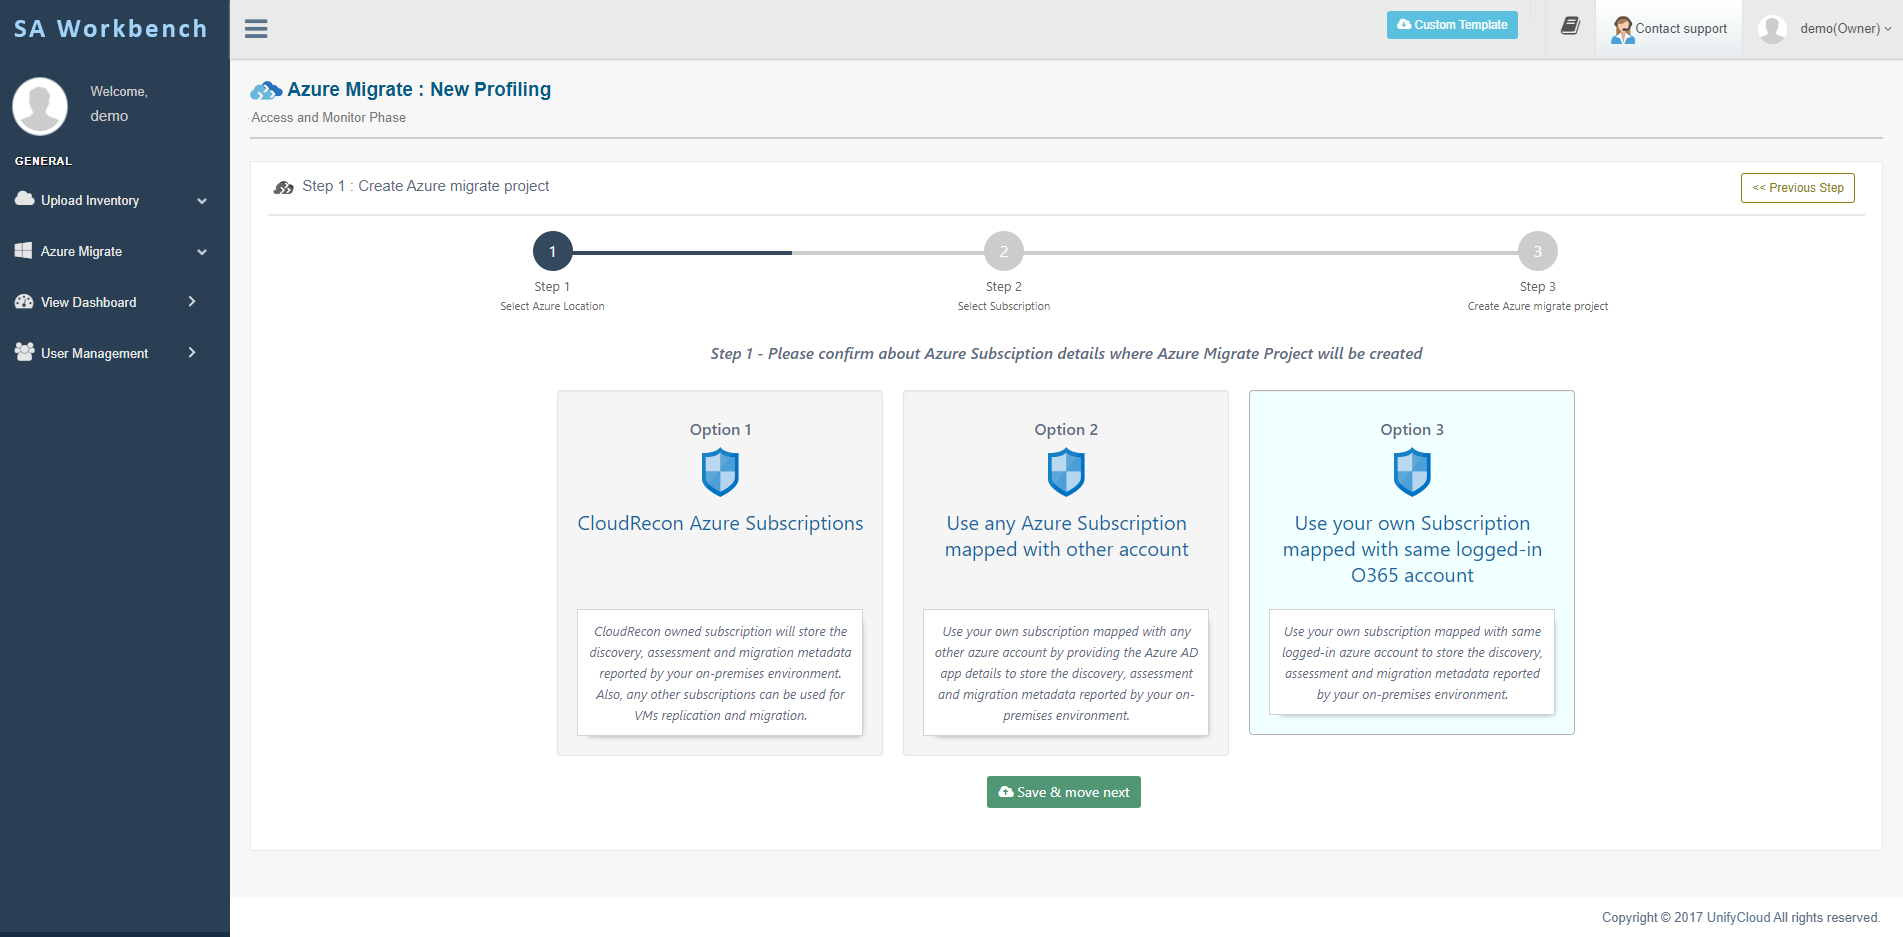 SA Workbench
Custom Template
Contact support
demo(Owner)
Welcome,
demo
GENERAL
Upload Inventory
Azure Migrate
View Dashboard
User Management
Azure Migrate : New Profiling
Access and Monitor Phase
Step 1 : Create Azure migrate project
<< Previous Step
1
2
3
Step 1
Step 2
Step 3
Select Azure Location
Select Subscription
Create Azure migrate project
Step 1 - Please confirm about Azure Subsciption details where Azure Migrate Project will be created
Option 1
CloudRecon Azure Subscriptions
CloudRecon owned subscription will store the
discovery, assessment and migration metadata
reported by your on-premises environment.
Also, any other subscriptions can be used for
VMs replication and migration.
Option 2
Use any Azure Subscription
mapped with other account
Use your own subscription mapped with any
other azure account by providing the Azure AD
app details to store the discovery, assessment
and migration metadata reported by your on-
premises environment.
Option 3
Use your own Subscription
mapped with same logged-in
O365 account
Use your own subscription mapped with same
logged-in azure account to store the discovery,
assessment and migration metadata reported
by your on-premises environment.
Save & move next
Copyright © 2017 UnifyCloud All rights reserved.